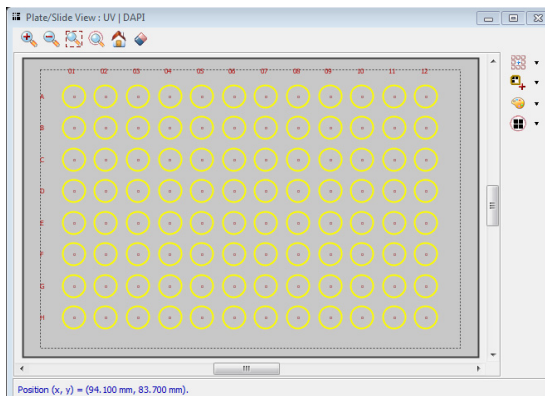 Plate/Slide View : UV | DAPI
01 02 03 04 05 06 07 08 09 10 11 12
A
B
C
D
E
F
G
H
Position (x, y) = (94.100 mm, 83.700 mm).